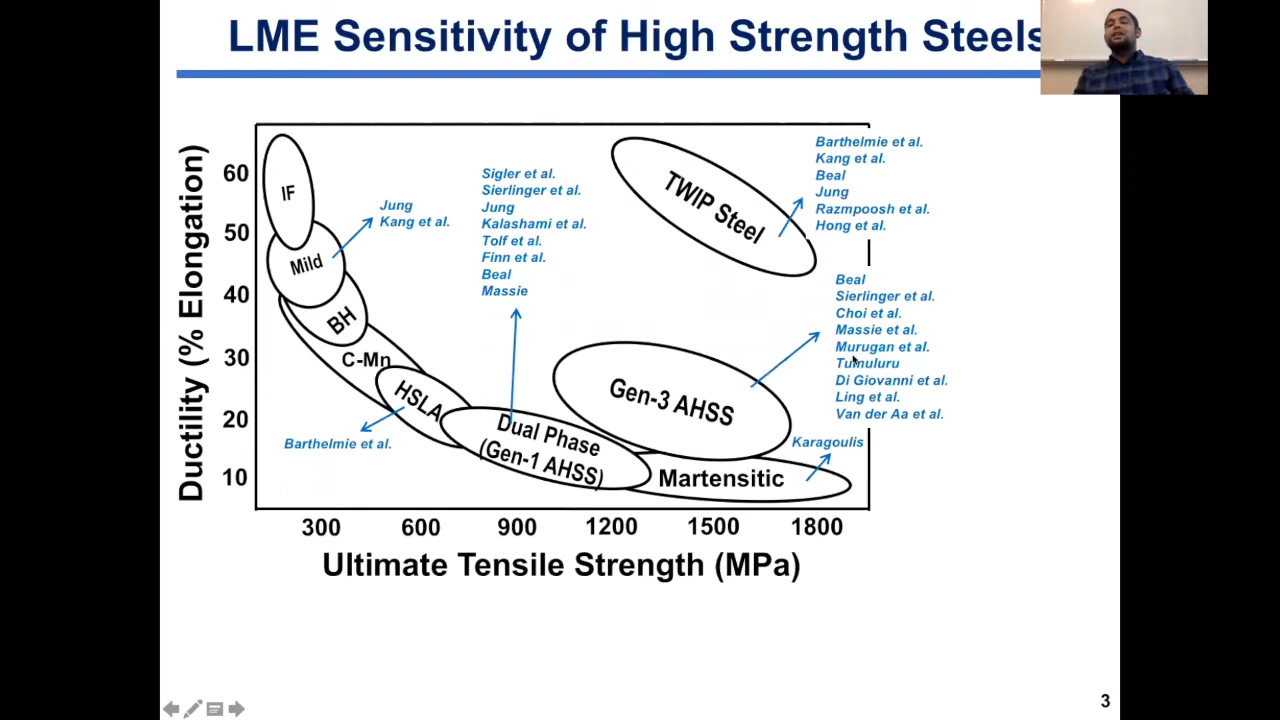 LME Sensitivity of High Strength Steels
Ductility (% Elongation)
60
50
40
30
20
10
IF
Mild
BH
C-Mn
HSLA
Jung
Kang et al.
Barthelmie et al.
Sigler et al.
Sierlinger et al.
Jung
Kalashami et al.
Tolf et al.
Finn et al.
Beal
Massie
Dual Phase
(Gen-1 AHSS)
TWIP Steel
Barthelmie et al.
Kang et al.
Beal
Jung
Razmpoosh et al.
Hong et al.
Gen-3 AHSS
Beal
Sierlinger et al.
Choi et al.
Massie et al.
Murugan et al.
Tumuluru
Di Giovanni et al.
Ling et al.
Van der Aa et al.
Martensitic
Karagoulis
300 600 900 1200 1500 1800
Ultimate Tensile Strength (MPa)
3